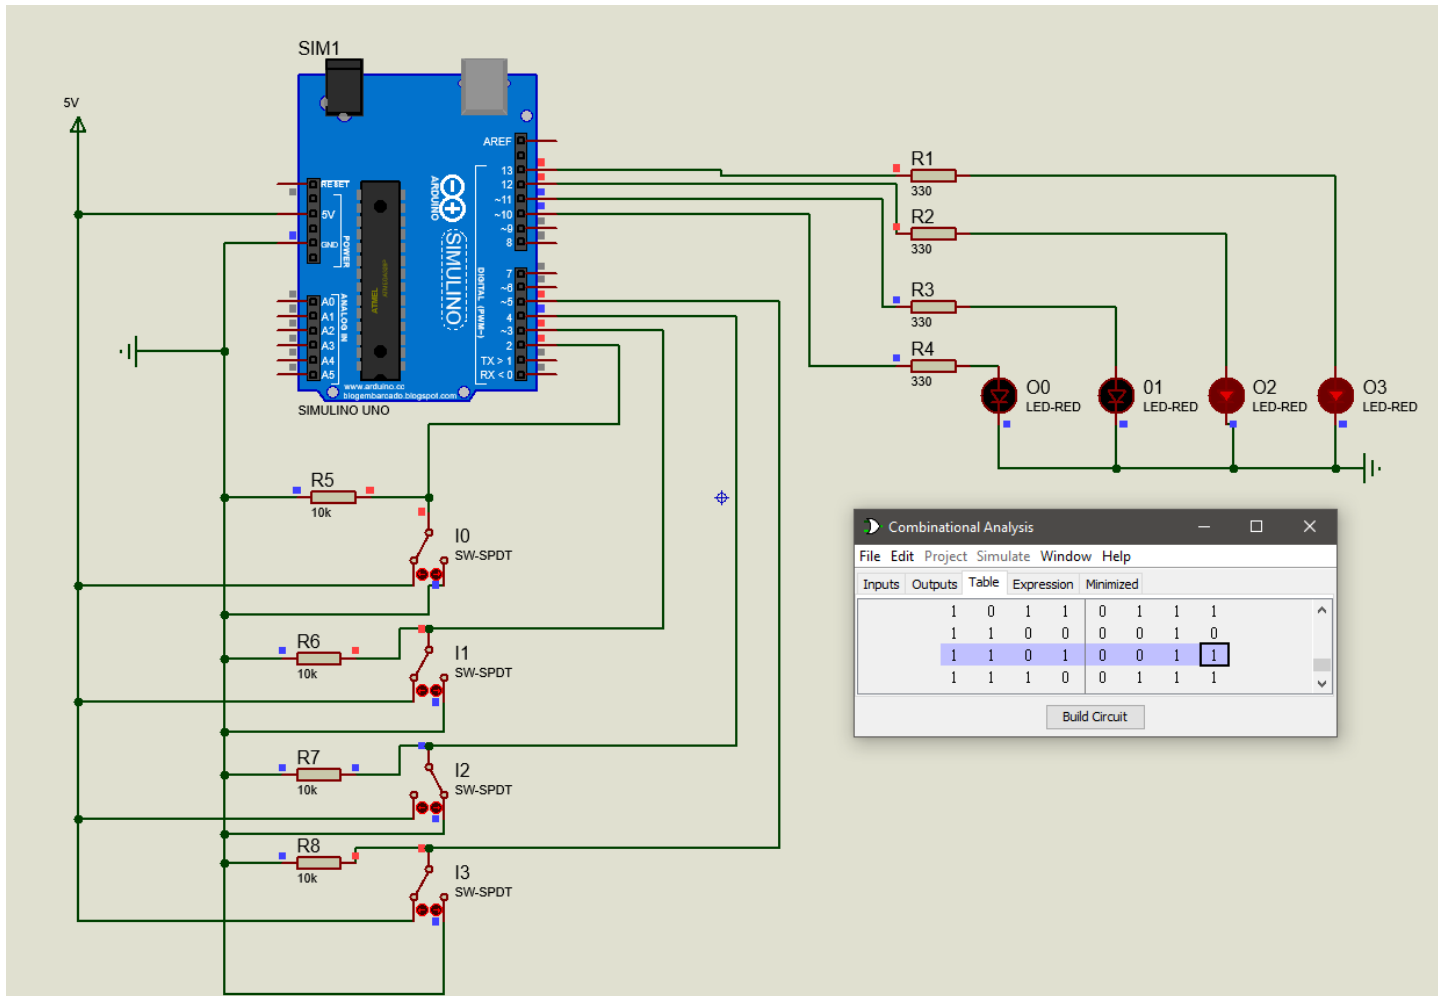 SIM1
5V
AREF
RESET
5V
GND
POWER
13
12
~11
~10
~9
8
7
~6
~5
4
~3
2
TX > 1
RX < 0
DIGITAL (PWM~)
ARDUINO
SIMULINO
ATMEL
ANALOG IN
A0
A1
A2
A3
A4
A5
www.arduino.cc
blogembarcado.blogspot.com
SIMULINO UNO
R1
330
R2
330
R3
330
R4
330
O0
LED-RED
01
LED-RED
O2
LED-RED
O3
LED-RED
R5
10k
I0
SW-SPDT
R6
10k
I1
SW-SPDT
R7
10k
I2
SW-SPDT
R8
10k
I3
SW-SPDT
Combinational Analysis
File Edit Project Simulate Window Help
Inputs Outputs Table Expression Minimized
1 0 1 1 0 1 1 1
1 1 0 0 0 0 1 0
1 1 0 1 0 0 1 1
1 1 1 0 0 1 1 1
Build Circuit